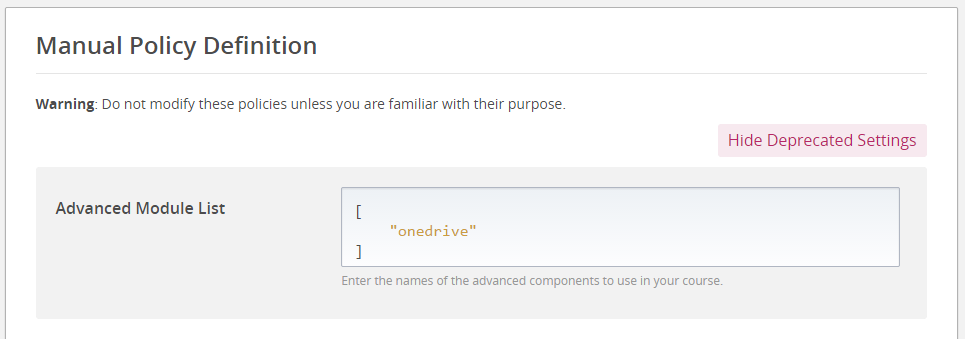 Manual Policy Definition
Warning: Do not modify these policies unless you are familiar with their purpose.
Hide Deprecated Settings
Advanced Module List
[
"onedrive"
]
Enter the names of the advanced components to use in your course.